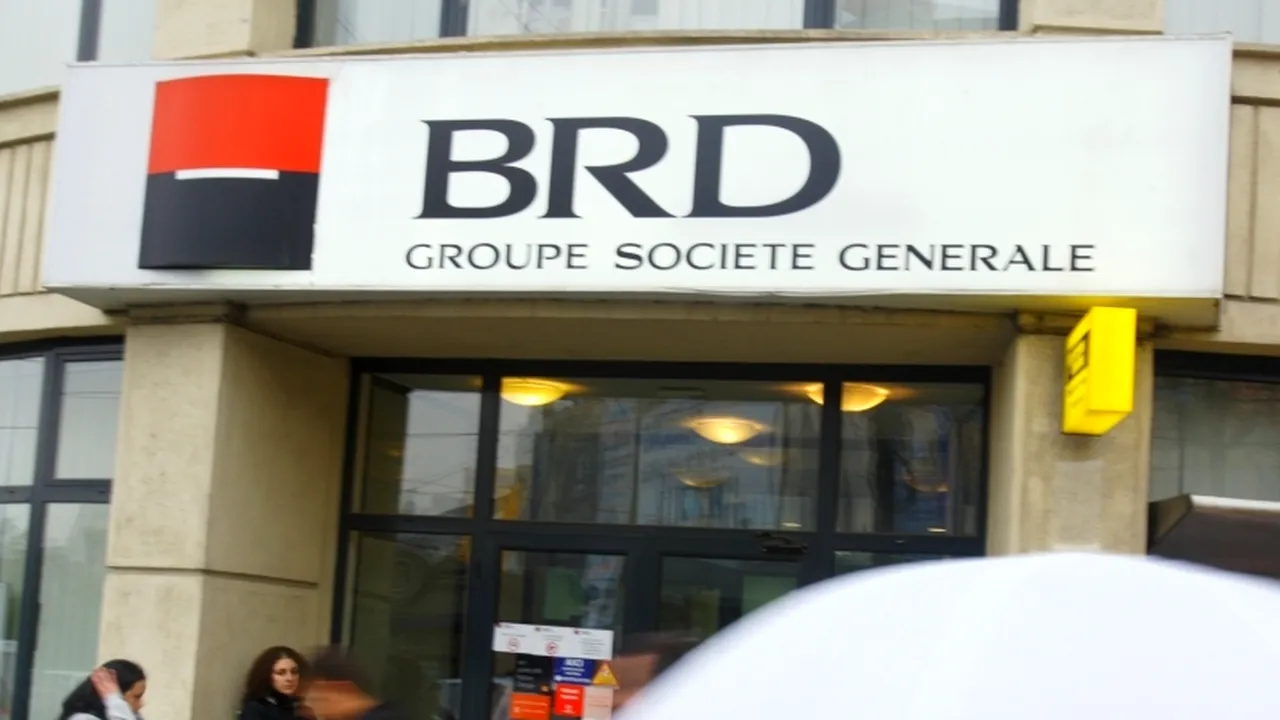 BRD
GROUPE SOCIETE GENERALE